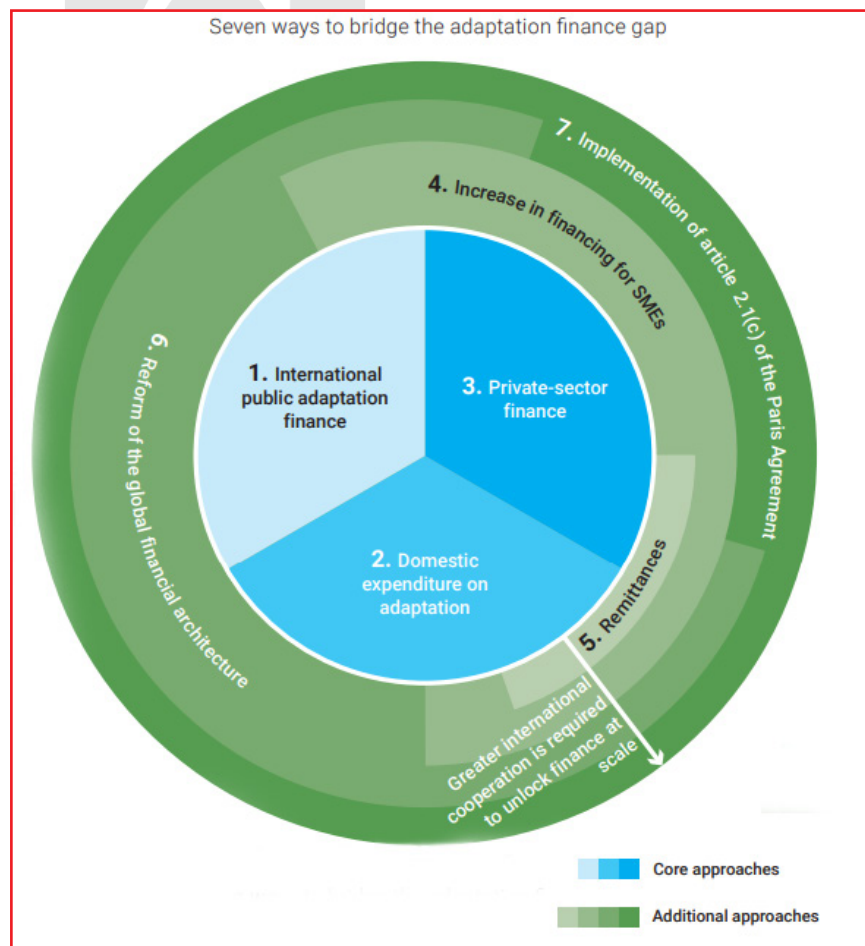 Seven ways to bridge the adaptation finance gap
1. International
public adaptation
finance
2. Domestic
expenditure on
adaptation
3. Private-sector
finance
4. Increase in financing for SMEs
5. Remittances
6. Reform of the global financial architecture
7. Implementation of article 2.1(c) of the Paris Agreement
Greater international
cooperation is required
to unlock finance at
scale
Core approaches
Additional approaches